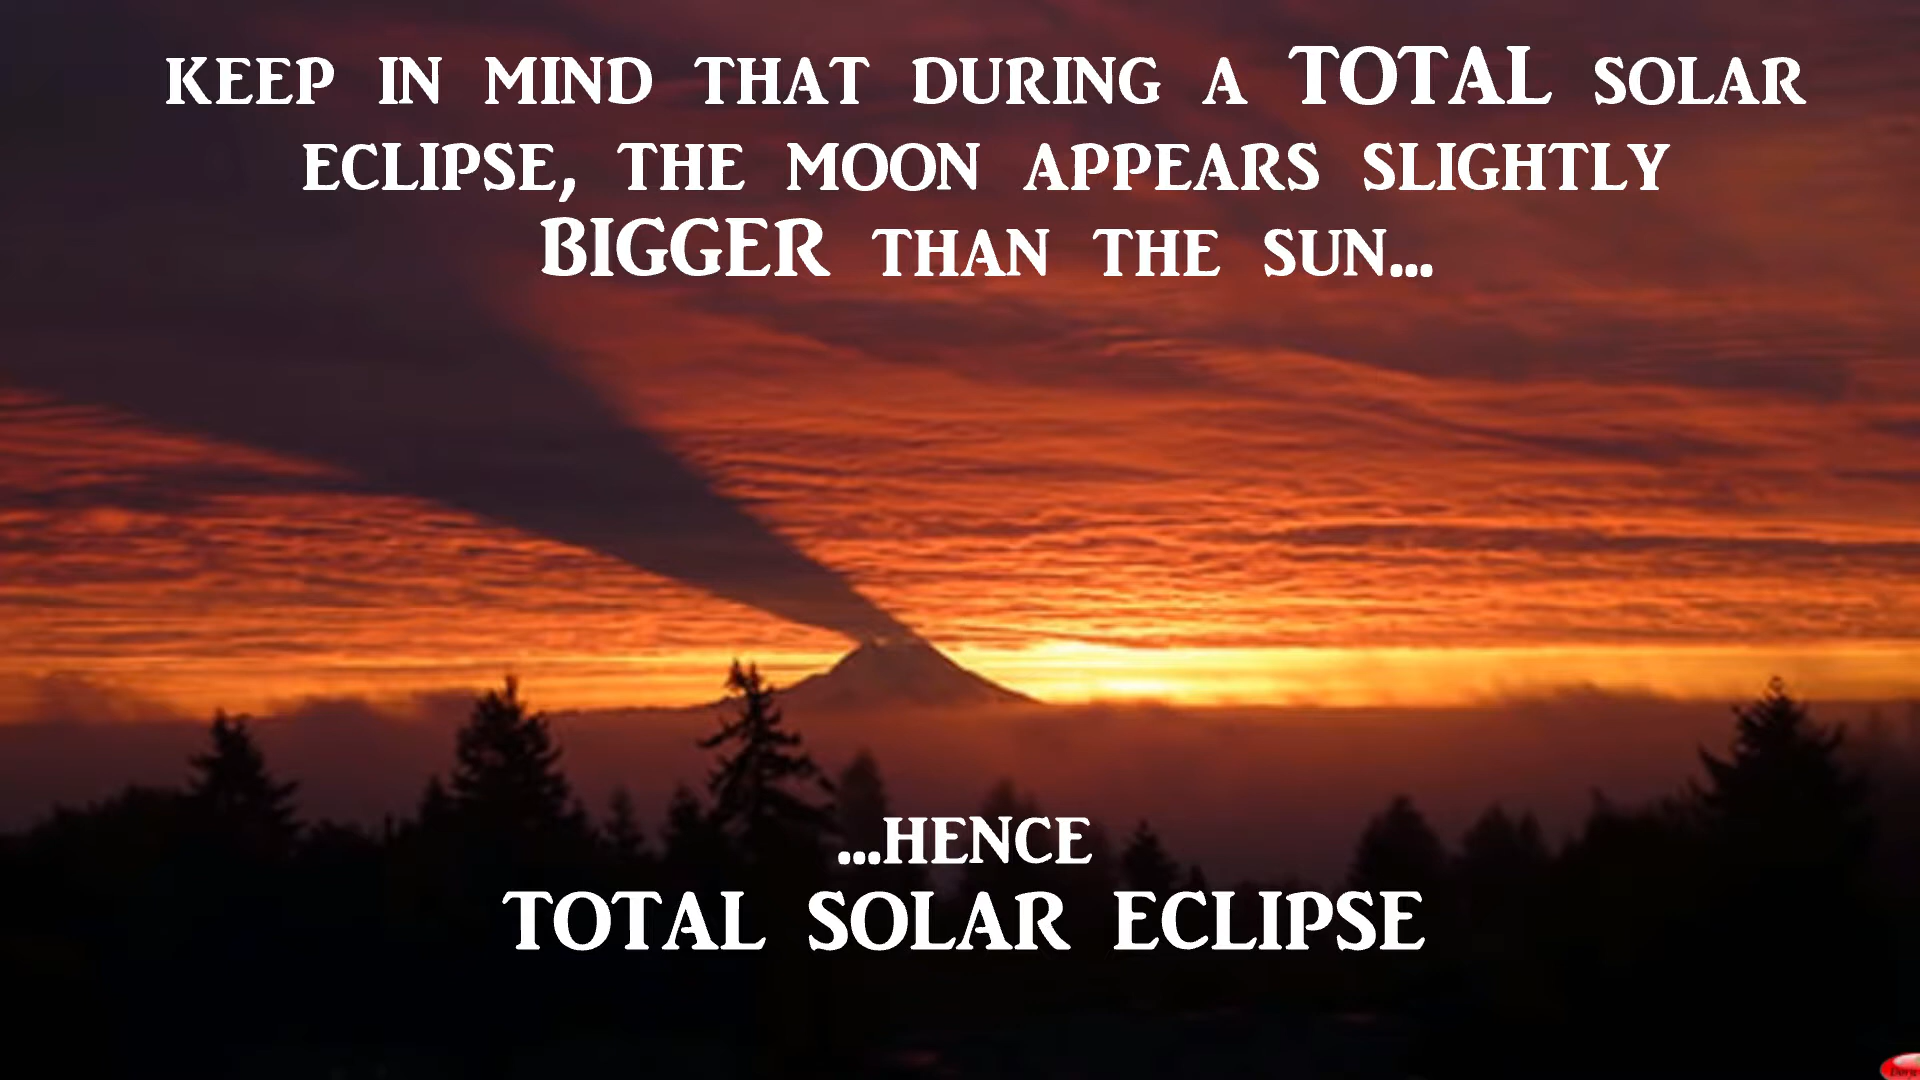 KEEP IN MIND THAT DURING A TOTAL SOLAR
ECLIPSE, THE MOON APPEARS SLIGHTLY
BIGGER THAN THE SUN...
...HENCE
TOTAL SOLAR ECLIPSE